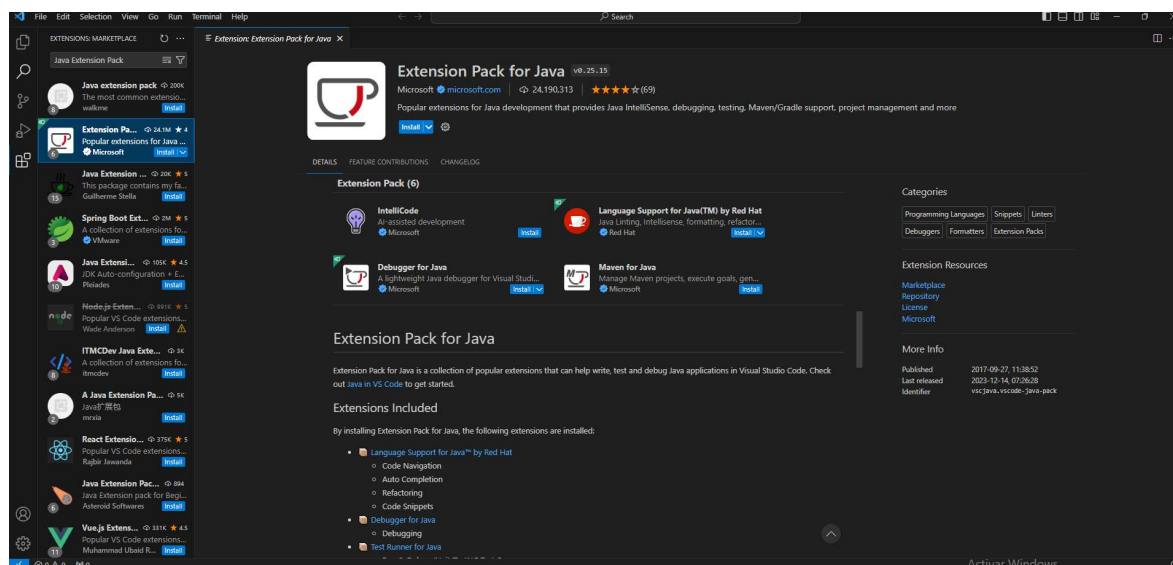 File Edit Selection View Go Run Terminal Help
Search
EXTENSIONS: MARKETPLACE
Java Extension Pack
Java extension pack 200K
The most common extensio...
walkme Install
8
Extension Pa... 24.1M ★ 4
Popular extensions for Java ...
Microsoft Install
6
Java Extension ... 20K ★ 5
This package contains my fa...
Guilherme Stella Install
15
Spring Boot Ext... 2M ★ 5
A collection of extensions fo...
VMware Install
3
Java Extensi... 105K ★ 4.5
JDK Auto-configuration + E...
Pleiades Install
10
Node.js Exten... 991K ★ 5
Popular VS Code extensions...
Wade Anderson Install
ITMCDev Java Exte... 3K
A collection of extensions fo...
itmcdev Install
8
A Java Extension Pa... 5K
Java扩展包
mrxia Install
2
React Extensio... 375K ★ 5
Popular VS Code extensions...
Rajbir Jawanda Install
Java Extension Pac... 894
Java Extension pack for Begi...
Asteroid Softwares Install
6
Vue.js Extens... 331K ★ 4.5
Popular VS Code extensions...
Muhammad Ubaid R... Install
11
Extension: Extension Pack for Java
Extension Pack for Java v0.25.15
Microsoft microsoft.com 24.190.313 ★★★★☆ (69)
Popular extensions for Java development that provides Java IntelliSense, debugging, testing, Maven/Gradle support, project management and more
Install
DETAILS FEATURE CONTRIBUTIONS CHANGELOG
Extension Pack (6)
IntelliCode
AI-assisted development
Microsoft Install
Language Support for Java(TM) by Red Hat
Java Linting, Intellisense, formatting, refactor...
Red Hat Install
Debugger for Java
A lightweight Java debugger for Visual Studi...
Microsoft Install
Maven for Java
Manage Maven projects, execute goals, gen...
Microsoft Install
Extension Pack for Java
Extension Pack for Java is a collection of popular extensions that can help write, test and debug Java applications in Visual Studio Code. Check
out Java in VS Code to get started.
Extensions Included
By installing Extension Pack for Java, the following extensions are installed:
Language Support for Java™ by Red Hat
Code Navigation
Auto Completion
Refactoring
Code Snippets
Debugger for Java
Debugging
Test Runner for Java
Categories
Programming Languages Snippets Linters
Debuggers Formatters Extension Packs
Extension Resources
Marketplace
Repository
License
Microsoft
More Info
Published 2017-09-27, 11:38:52
Last released 2023-12-14, 07:26:28
Identifier vscjava.vscode-java-pack
Activar Windows